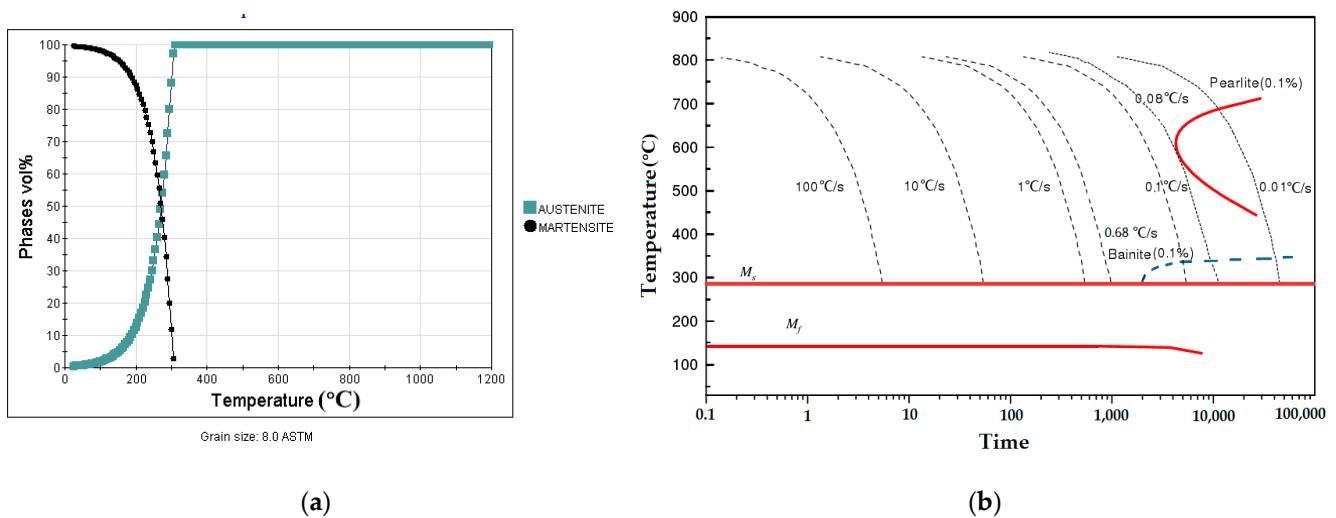 100
90
80
70
60
50
40
30
20
10
0
Phases vol%
0 200 400 600 800 1000 1200
Temperature (°C)
AUSTENITE
MARTENSITE
Grain size: 8.0 ASTM
(a)
900
800
700
600
500
400
300
200
100
Temperature (°C)
Pearlite(0.1%)
0.08°C/s
100°C/s 10°C/s 1°C/s 0.1°C/s 0.01°C/s
0.68 °C/s
Bainite(0.1%)
Ms
Mf
0.1 1 10 100 1,000 10,000 100,000
Time
(b)